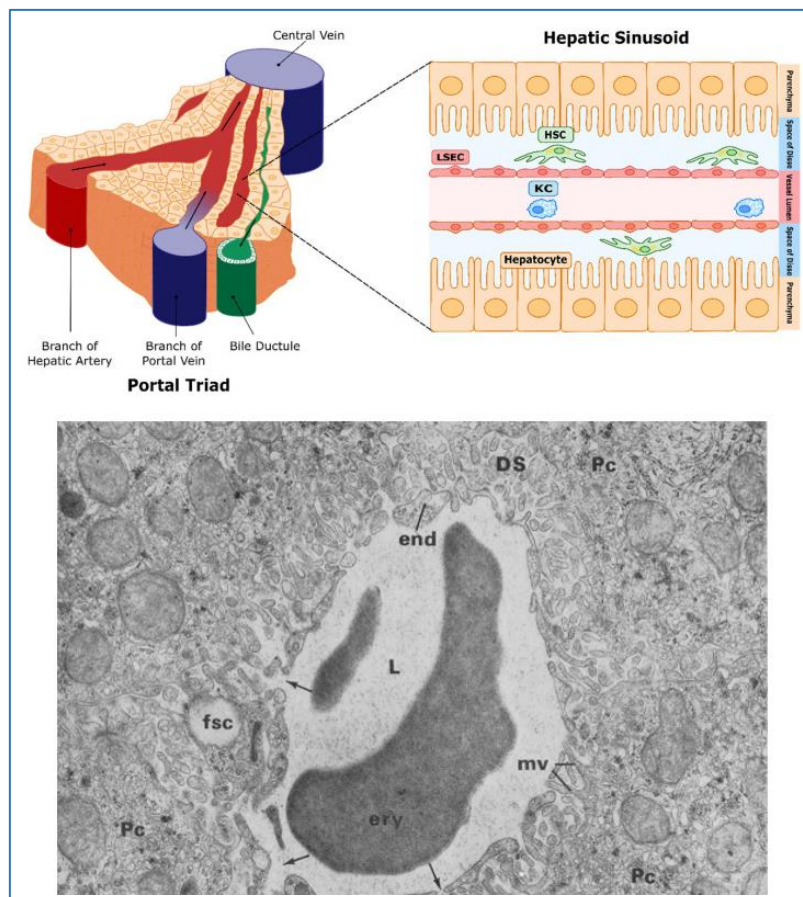 Central Vein
Hepatic Sinusoid
Parenchyma
HSC
Space of Disse
LSEC
KC
Vessel Lumen
Hepatocyte
Space of Disse
Parenchyma
Branch of
Hepatic Artery
Branch of
Portal Vein
Bile Ductule
Portal Triad
DS
Pc
end
L
fsc
mv
ery
Pc
Pc